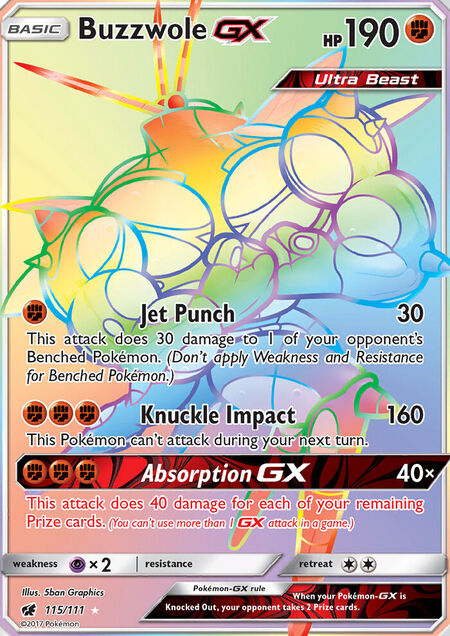 BASIC Buzzwole GX HP 190
Ultra Beast
Jet Punch 30
This attack does 30 damage to 1 of your opponent's
Benched Pokémon. (Don't apply Weakness and Resistance
for Benched Pokémon.)
Knuckle Impact 160
This Pokémon can't attack during your next turn.
Absorption GX 40×
This attack does 40 damage for each of your remaining
Prize cards. (You can't use more than 1 GX attack in a game.)
weakness ×2 resistance retreat
Illus. 5ban Graphics
115/111
©2017 Pokémon
Pokémon-GX rule
When your Pokémon-GX is
Knocked Out, your opponent takes 2 Prize cards.